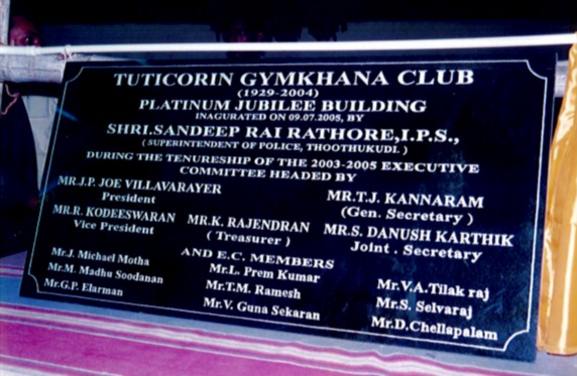 TUTICORIN GYMKHANA CLUB
(1929-2004)
PLATINUM JUBILEE BUILDING
INAGURATED ON 09.07.2005, BY
SHRI.SANDEEP RAI RATHORE,I.P.S.,
( SUPERINTENDENT OF POLICE, THOOTHUKUDI. )
DURING THE TENURESHIP OF THE 2003-2005 EXECUTIVE
COMMITTEE HEADED BY
MR.J.P. JOE VILLAVARAYER
President
MR.T.J. KANNARAM
(Gen. Secretary )
MR.R. KODEESWARAN
Vice President
MR.K. RAJENDRAN
( Treasurer )
MR.S. DANUSH KARTHIK
Joint . Secretary
AND E.C. MEMBERS
Mr.J. Michael Motha
Mr.M. Madhu Soodanan
Mr.G.P. Elarman
Mr.L. Prem Kumar
Mr.T.M. Ramesh
Mr.V. Guna Sekaran
Mr.V.A.Tilak raj
Mr.S. Selvaraj
Mr.D.Chellapalam